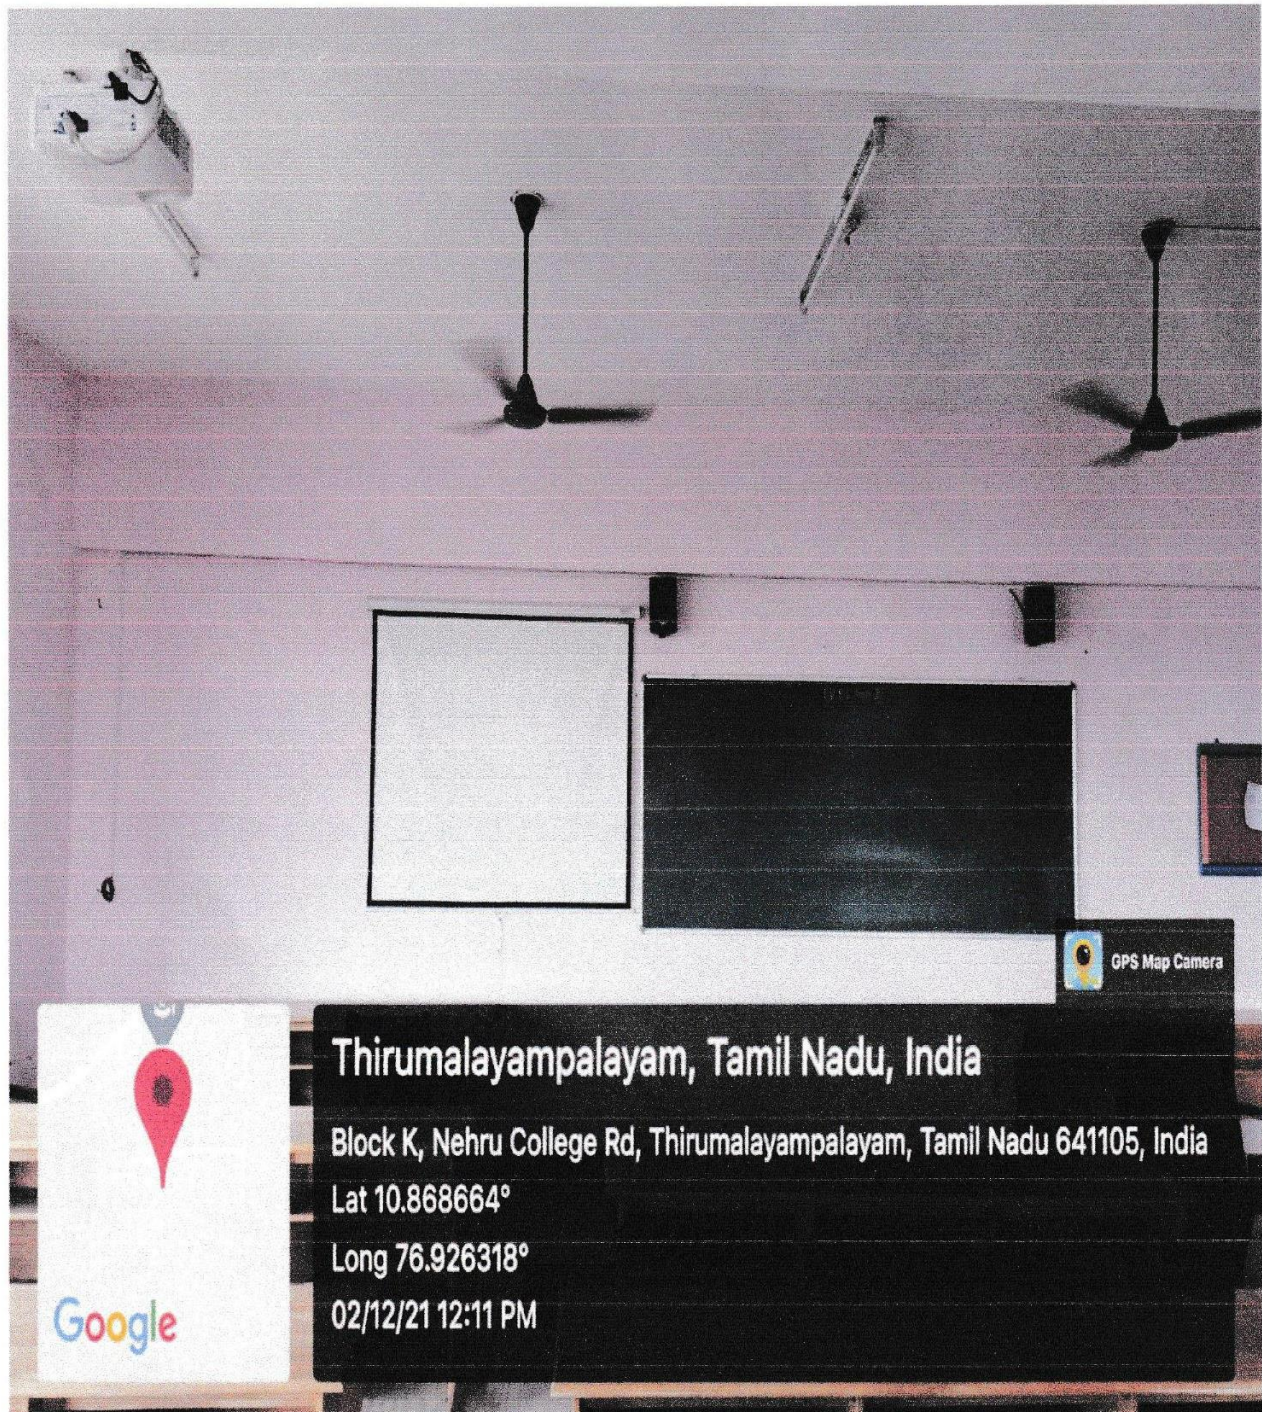 GPS Map Camera
Thirumalayampalayam, Tamil Nadu, India
Block K, Nehru College Rd, Thirumalayampalayam, Tamil Nadu 641105, India
Lat 10.868664°
Long 76.926318°
02/12/21 12:11 PM
Google